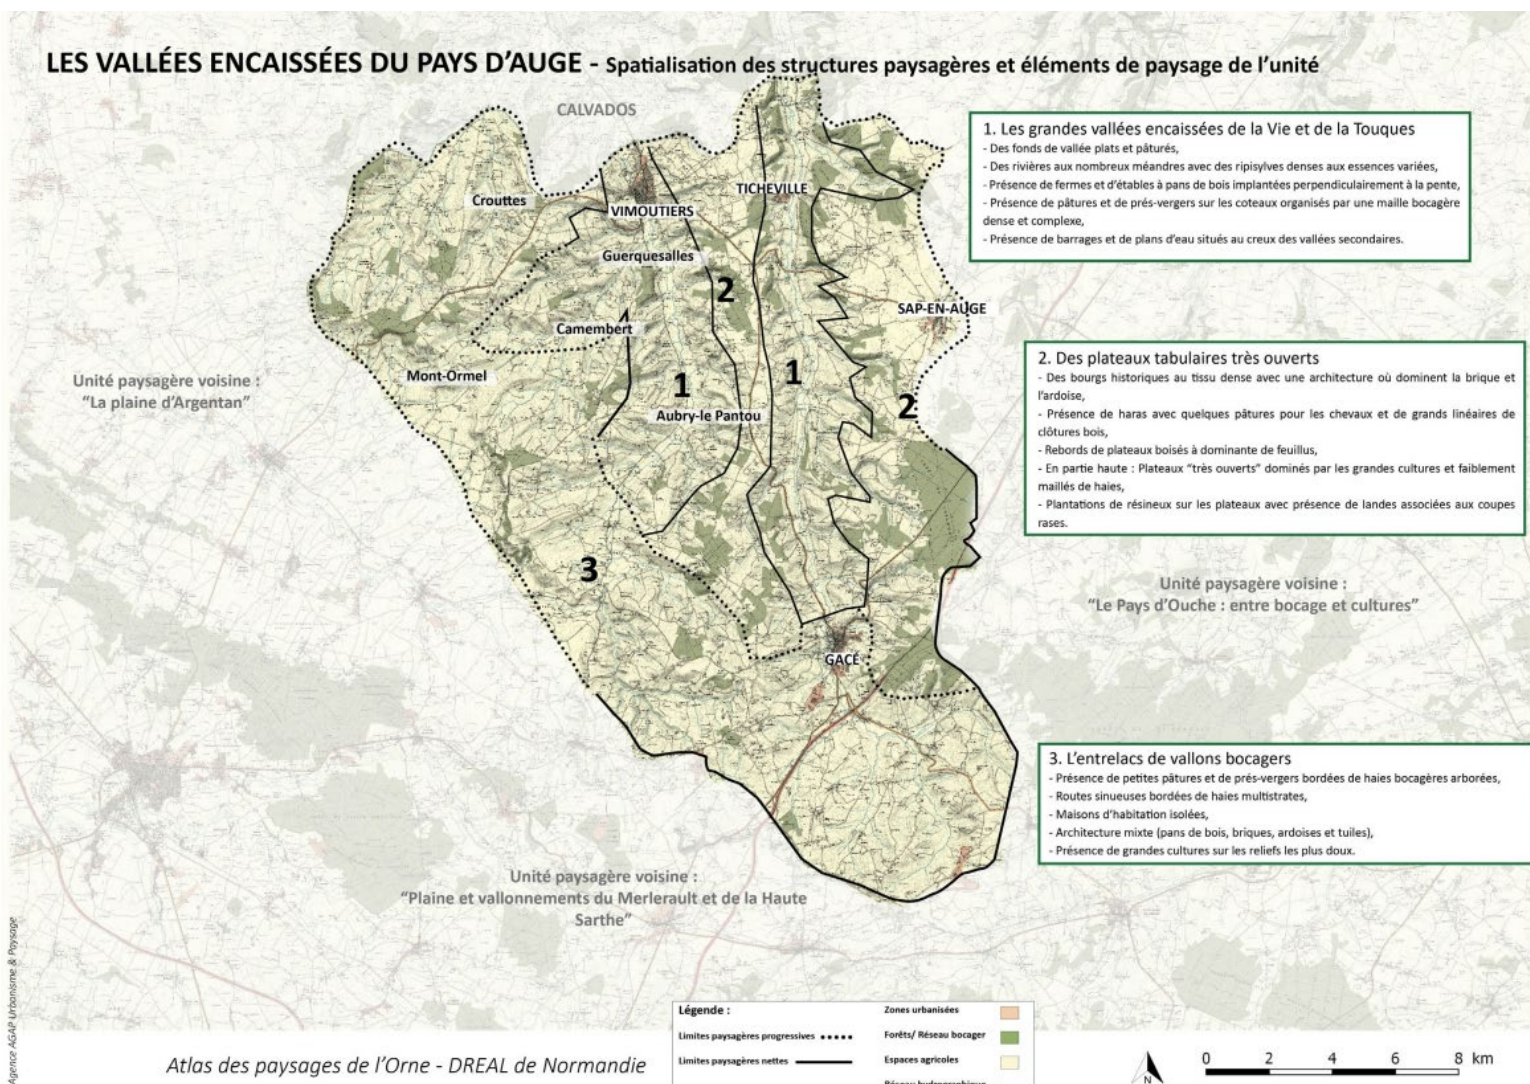 LES VALLÉES ENCAISSÉES DU PAYS D’AUGE - Spatialisation des structures paysagères et éléments de paysage de l’unité
CALVADOS
1. Les grandes vallées encaissées de la Vie et de la Touques
- Des fonds de vallée plats et pâturés,
- Des rivières aux nombreux méandres avec des ripisylves denses aux essences variées,
- Présence de fermes et d’étables à pans de bois implantées perpendiculairement à la pente,
- Présence de pâtures et de prés-vergers sur les coteaux organisés par une maille bocagère
dense et complexe,
- Présence de barrages et de plans d’eau situés au creux des vallées secondaires.
TICHEVILLE
Crouttes
VIMOUTIERS
Guerquesalles
2
SAP-EN-AUGE
Camembert
2. Des plateaux tabulaires très ouverts
- Des bourgs historiques au tissu dense avec une architecture où dominent la brique et
l’ardoise,
- Présence de haras avec quelques pâtures pour les chevaux et de grands linéaires de
clôtures bois,
- Rebords de plateaux boisés à dominante de feuillus,
- En partie haute : Plateaux “très ouverts” dominés par les grandes cultures et faiblement
maillés de haies,
- Plantations de résineux sur les plateaux avec présence de landes associées aux coupes
rases.
Mont-Ormel
Unité paysagère voisine :
“La plaine d’Argentan”
1
1
2
Aubry-le Pantou
3
Unité paysagère voisine :
“Le Pays d’Ouche : entre bocage et cultures”
GACÉ
3. L’entrelacs de vallons bocagers
- Présence de petites pâtures et de prés-vergers bordées de haies bocagères arborées,
- Routes sinueuses bordées de haies multistrates,
- Maisons d’habitation isolées,
- Architecture mixte (pans de bois, briques, ardoises et tuiles),
- Présence de grandes cultures sur les reliefs les plus doux.
Unité paysagère voisine :
“Plaine et vallonnements du Merlerault et de la Haute
Sarthe”
Agence AGAP Urbanisme & Paysage
Légende :
Limites paysagères progressives
Limites paysagères nettes
Zones urbanisées
Forêts/ Réseau bocager
Espaces agricoles
Réseau hydrographique
Atlas des paysages de l’Orne - DREAL de Normandie
N
0 2 4 6 8 km